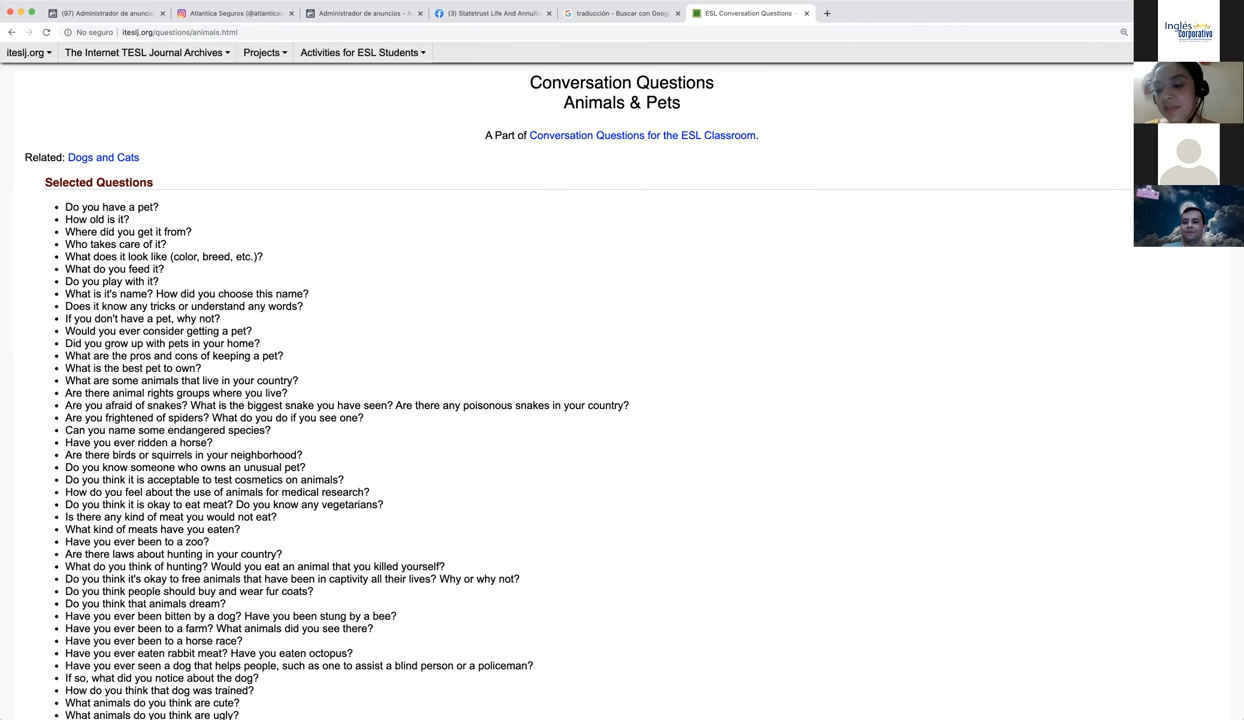 (97) Administrador de anuncios
Atlantica Seguros (@atlanticas
Administrador de anuncios - A
(3) Statetrust Life And Annuitie
traducción - Buscar con Goog
ESL Conversation Questions -
No seguro | iteslj.org/questions/animals.html
iteslj.org
The Internet TESL Journal Archives
Projects
Activities for ESL Students
Inglés
Corporativo
Conversation Questions
Animals & Pets
A Part of Conversation Questions for the ESL Classroom.
Related: Dogs and Cats
Selected Questions
Do you have a pet?
How old is it?
Where did you get it from?
Who takes care of it?
What does it look like (color, breed, etc.)?
What do you feed it?
Do you play with it?
What is it's name? How did you choose this name?
Does it know any tricks or understand any words?
If you don't have a pet, why not?
Would you ever consider getting a pet?
Did you grow up with pets in your home?
What are the pros and cons of keeping a pet?
What is the best pet to own?
What are some animals that live in your country?
Are there animal rights groups where you live?
Are you afraid of snakes? What is the biggest snake you have seen? Are there any poisonous snakes in your country?
Are you frightened of spiders? What do you do if you see one?
Can you name some endangered species?
Have you ever ridden a horse?
Are there birds or squirrels in your neighborhood?
Do you know someone who owns an unusual pet?
Do you think it is acceptable to test cosmetics on animals?
How do you feel about the use of animals for medical research?
Do you think it is okay to eat meat? Do you know any vegetarians?
Is there any kind of meat you would not eat?
What kind of meats have you eaten?
Have you ever been to a zoo?
Are there laws about hunting in your country?
What do you think of hunting? Would you eat an animal that you killed yourself?
Do you think it's okay to free animals that have been in captivity all their lives? Why or why not?
Do you think people should buy and wear fur coats?
Do you think that animals dream?
Have you ever been bitten by a dog? Have you been stung by a bee?
Have you ever been to a farm? What animals did you see there?
Have you ever been to a horse race?
Have you ever eaten rabbit meat? Have you eaten octopus?
Have you ever seen a dog that helps people, such as one to assist a blind person or a policeman?
If so, what did you notice about the dog?
How do you think that dog was trained?
What animals do you think are cute?
What animals do you think are ugly?